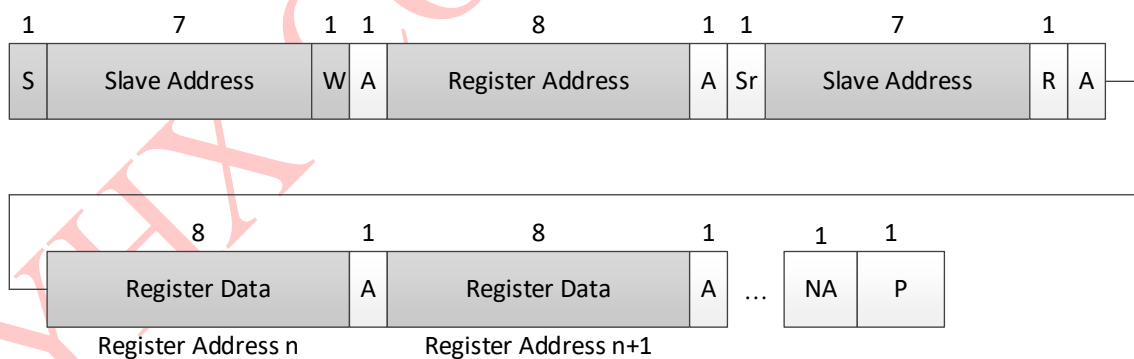 1 7 1 1 8 1 1 7 1
S Slave Address W A Register Address A Sr Slave Address R A
8 1 8 1 1 1
Register Data A Register Data A ... NA P
Register Address n Register Address n+1